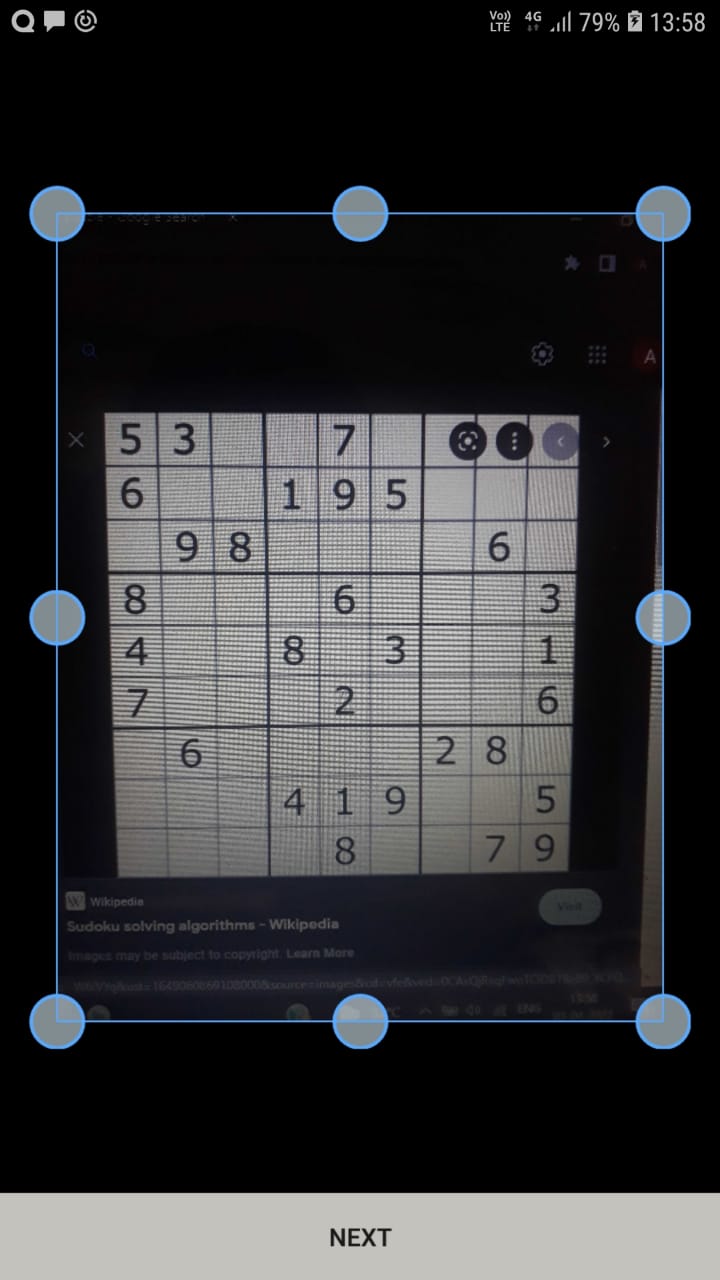 Vo)) LTE 4G 79% 13:58
Google Search
A
5 3 7
6 1 9 5
9 8 6
8 6 3
4 8 3 1
7 2 6
6 2 8
4 1 9 5
8 7 9
W Wikipedia
Visit
Sudoku solving algorithms - Wikipedia
Images may be subject to copyright. Learn More
ENG
NEXT